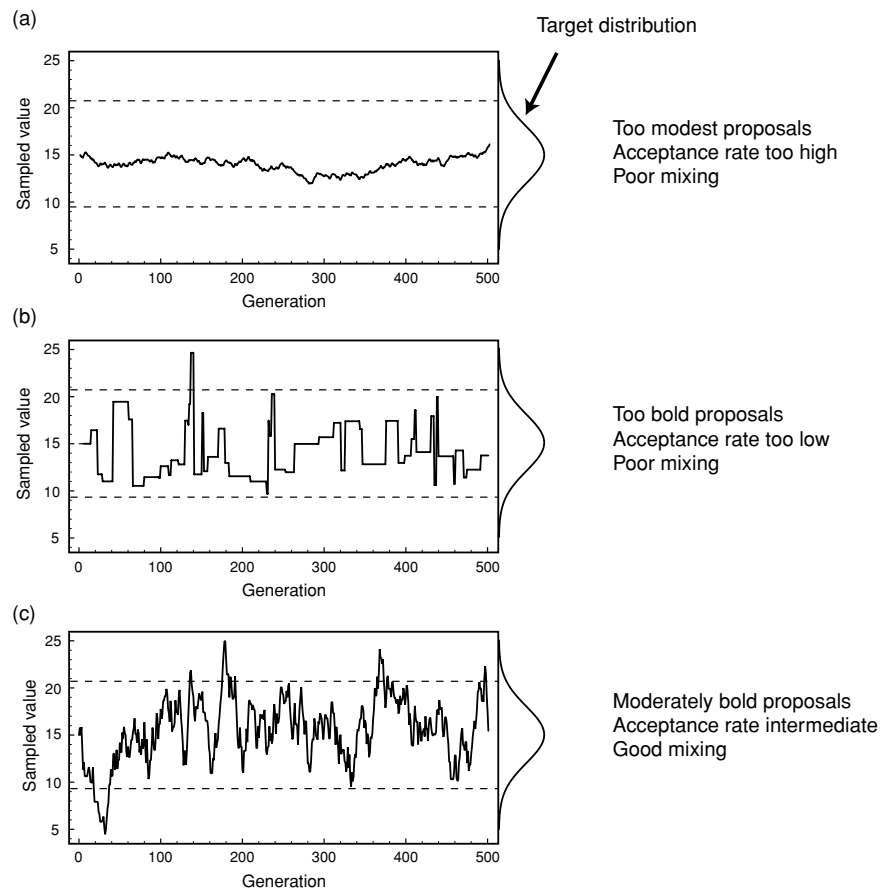 (a)
Target distribution
25
20
15
10
5
Sampled value
0 100 200 300 400 500
Generation
Too modest proposals
Acceptance rate too high
Poor mixing
(b)
25
20
15
10
5
Sampled value
0 100 200 300 400 500
Generation
Too bold proposals
Acceptance rate too low
Poor mixing
(c)
25
20
15
10
5
Sampled value
0 100 200 300 400 500
Generation
Moderately bold proposals
Acceptance rate intermediate
Good mixing